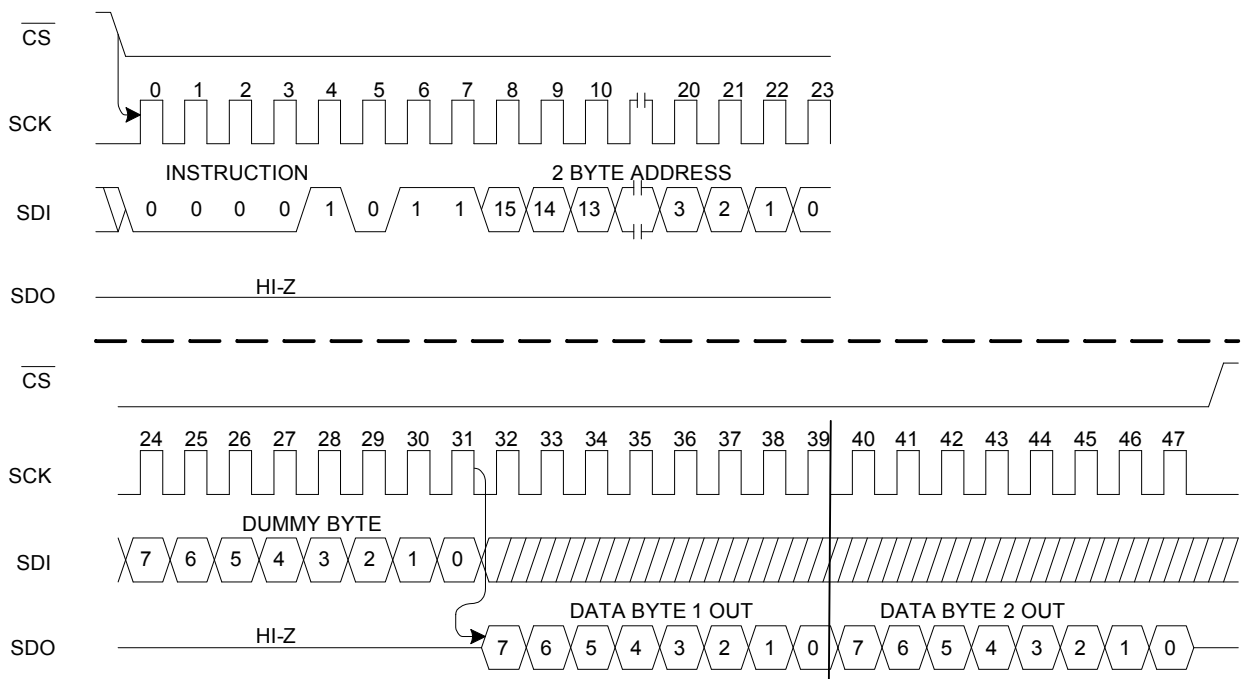 CS
0 1 2 3 4 5 6 7 8 9 10 20 21 22 23
SCK
INSTRUCTION 2 BYTE ADDRESS
SDI 0 0 0 0 1 0 1 1 15 14 13 3 2 1 0
HI-Z
SDO
CS
24 25 26 27 28 29 30 31 32 33 34 35 36 37 38 39 40 41 42 43 44 45 46 47
SCK
DUMMY BYTE
SDI 7 6 5 4 3 2 1 0
DATA BYTE 1 OUT DATA BYTE 2 OUT
HI-Z
SDO 7 6 5 4 3 2 1 0 7 6 5 4 3 2 1 0